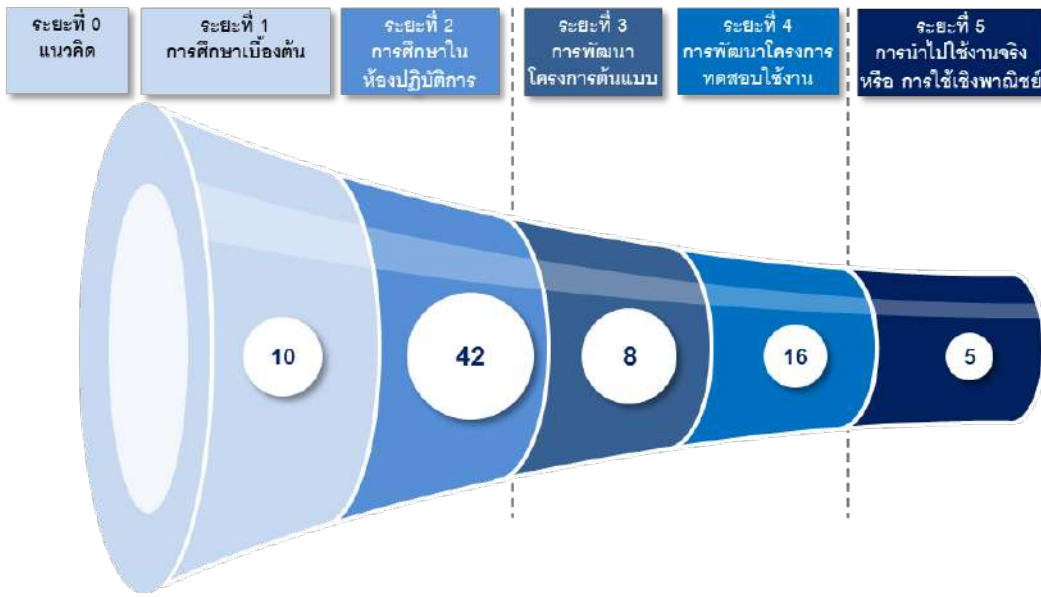 ระยะที่ 0
แนวคิด
ระยะที่ 1
การศึกษาเบื้องต้น
ระยะที่ 2
การศึกษาใน
ห้องปฏิบัติการ
ระยะที่ 3
การพัฒนา
โครงการต้นแบบ
ระยะที่ 4
การพัฒนาโครงการ
ทดสอบใช้งาน
ระยะที่ 5
การนำไปใช้งานจริง
หรือ การใช้เชิงพาณิชย์
10
42
8
16
5